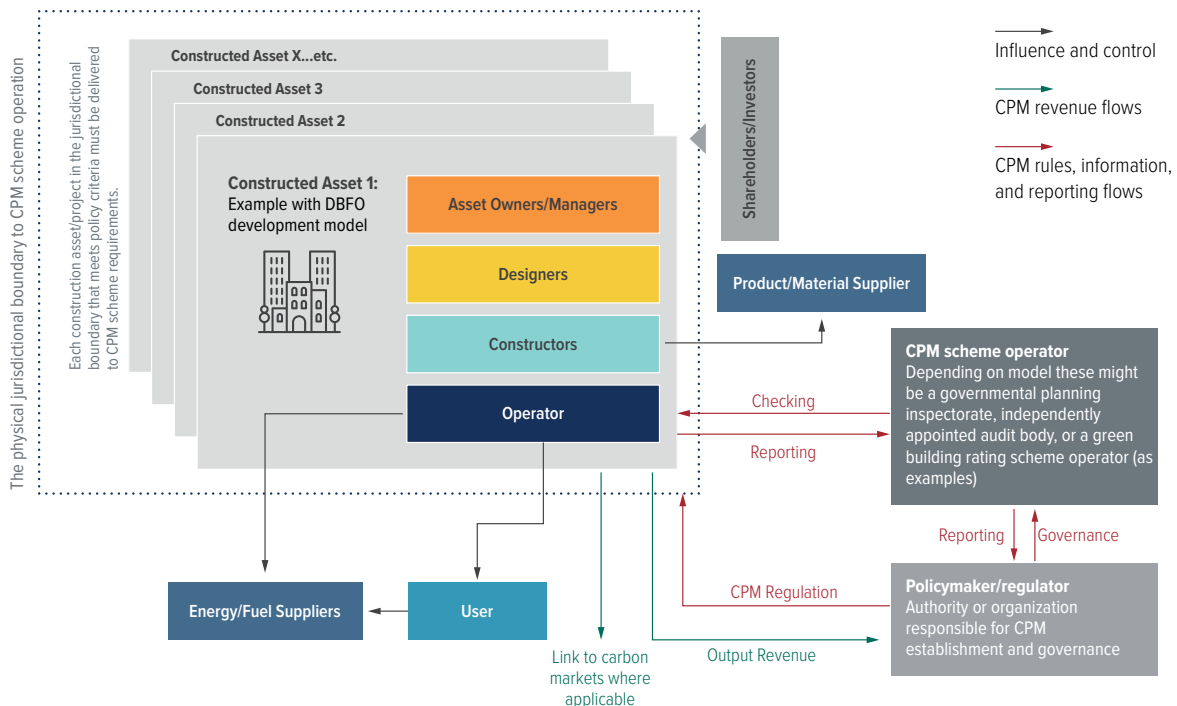 The physical jurisdictional boundary to CPM scheme operation
Each construction asset/project in the jurisdictional
boundary that meets policy criteria must be delivered
to CPM scheme requirements.
Constructed Asset X...etc.
Constructed Asset 3
Constructed Asset 2
Constructed Asset 1:
Example with DBFO
development model
Asset Owners/Managers
Designers
Constructors
Operator
Shareholders/Investors
Influence and control
CPM revenue flows
CPM rules, information,
and reporting flows
Product/Material Supplier
CPM scheme operator
Depending on model these might
be a governmental planning
inspectorate, independently
appointed audit body, or a green
building rating scheme operator (as
examples)
Checking
Reporting
Reporting
Governance
Policymaker/regulator
Authority or organization
responsible for CPM
establishment and governance
CPM Regulation
Output Revenue
Energy/Fuel Suppliers
User
Link to carbon
markets where
applicable